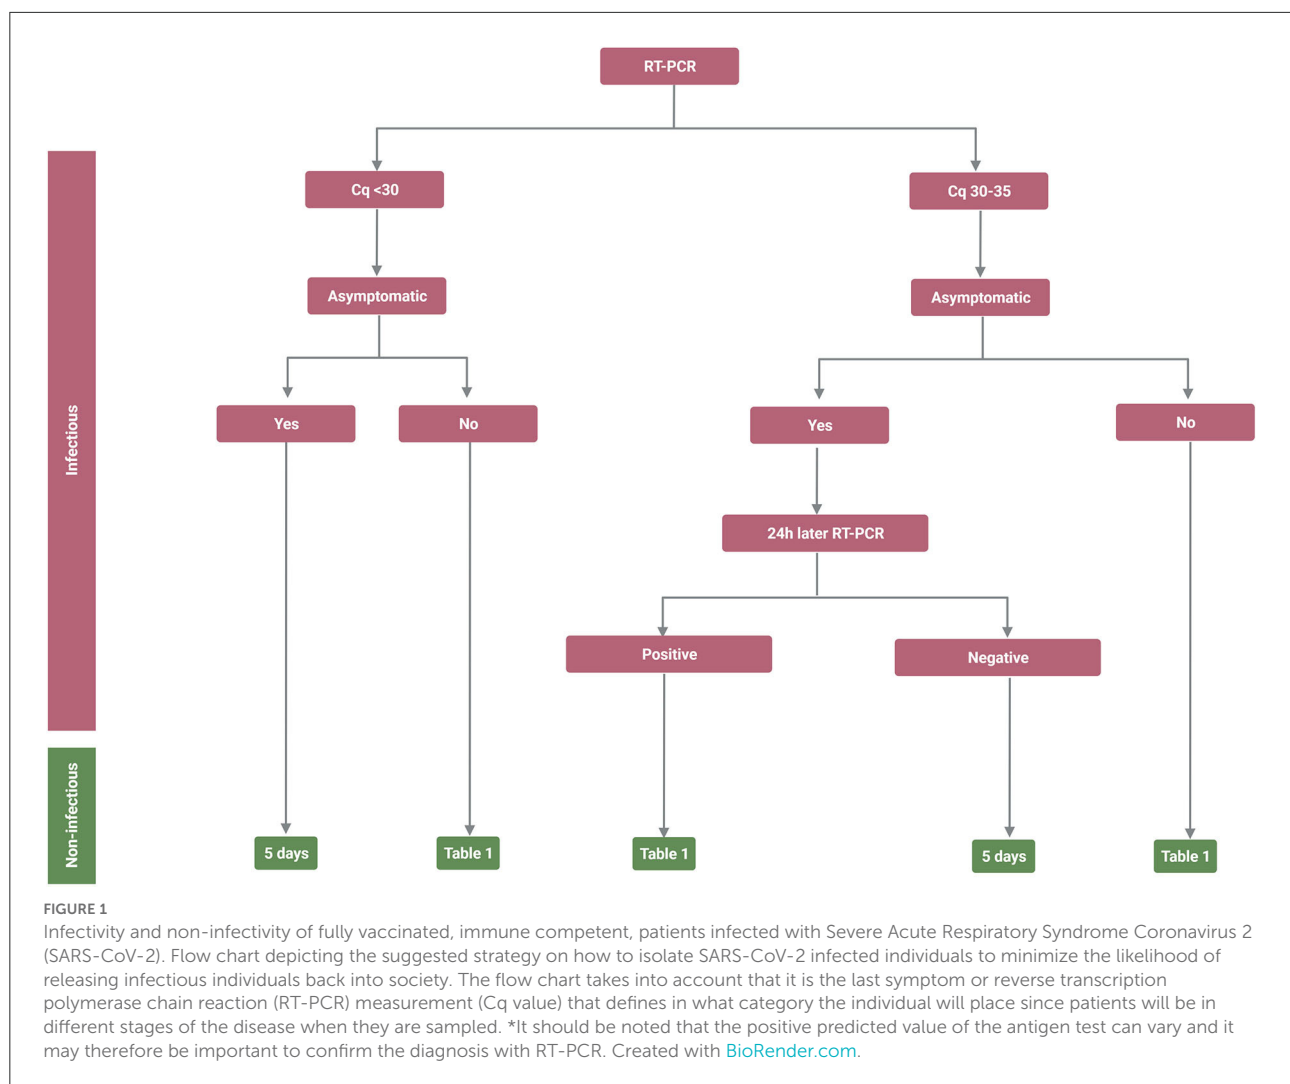 RT-PCR
Cq <30
Cq 30-35
Asymptomatic
Asymptomatic
Yes
No
Yes
No
24h later RT-PCR
Positive
Negative
Infectious
Non-infectious
5 days
Table 1
Table 1
5 days
Table 1
FIGURE 1
Infectivity and non-infectivity of fully vaccinated, immune competent, patients infected with Severe Acute Respiratory Syndrome Coronavirus 2
(SARS-CoV-2). Flow chart depicting the suggested strategy on how to isolate SARS-CoV-2 infected individuals to minimize the likelihood of
releasing infectious individuals back into society. The flow chart takes into account that it is the last symptom or reverse transcription
polymerase chain reaction (RT-PCR) measurement (Cq value) that defines in what category the individual will place since patients will be in
different stages of the disease when they are sampled. *It should be noted that the positive predicted value of the antigen test can vary and it
may therefore be important to confirm the diagnosis with RT-PCR. Created with BioRender.com.